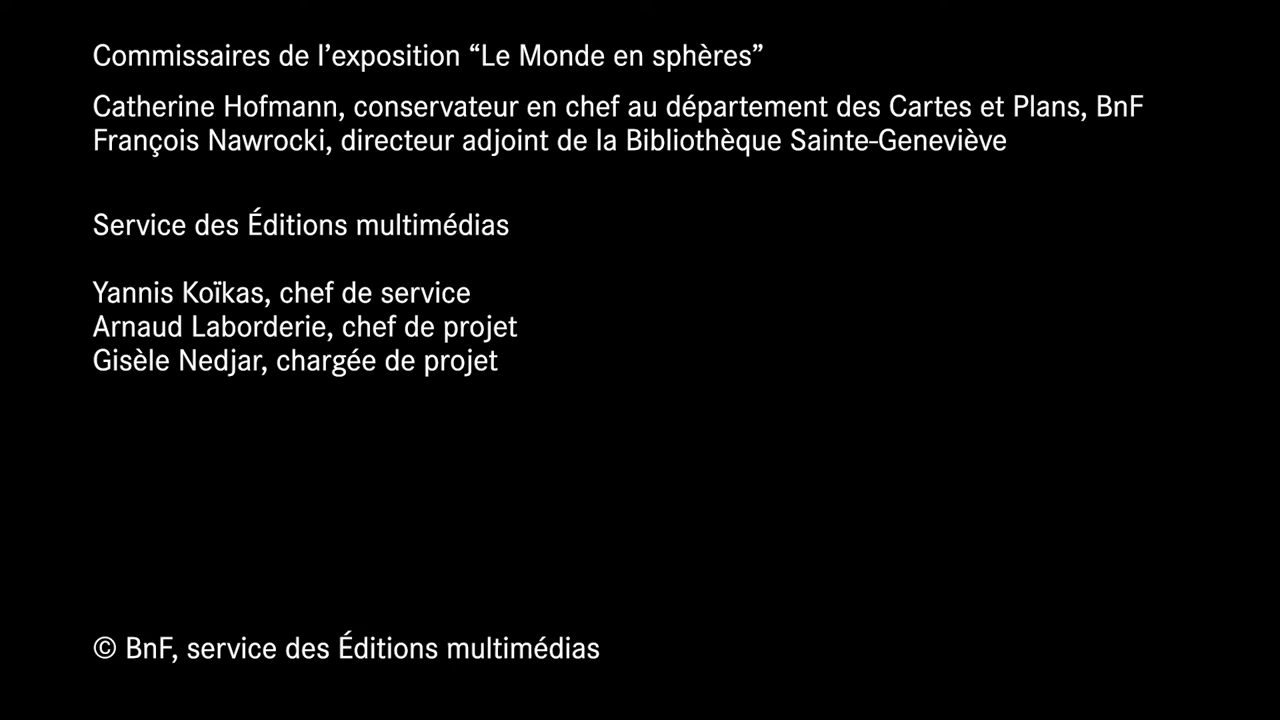 Commissaires de l’exposition “Le Monde en sphères”
Catherine Hofmann, conservateur en chef au département des Cartes et Plans, BnF
François Nawrocki, directeur adjoint de la Bibliothèque Sainte-Geneviève
Service des Éditions multimédias
Yannis Koïkas, chef de service
Arnaud Laborderie, chef de projet
Gisèle Nedjar, chargée de projet
© BnF, service des Éditions multimédias